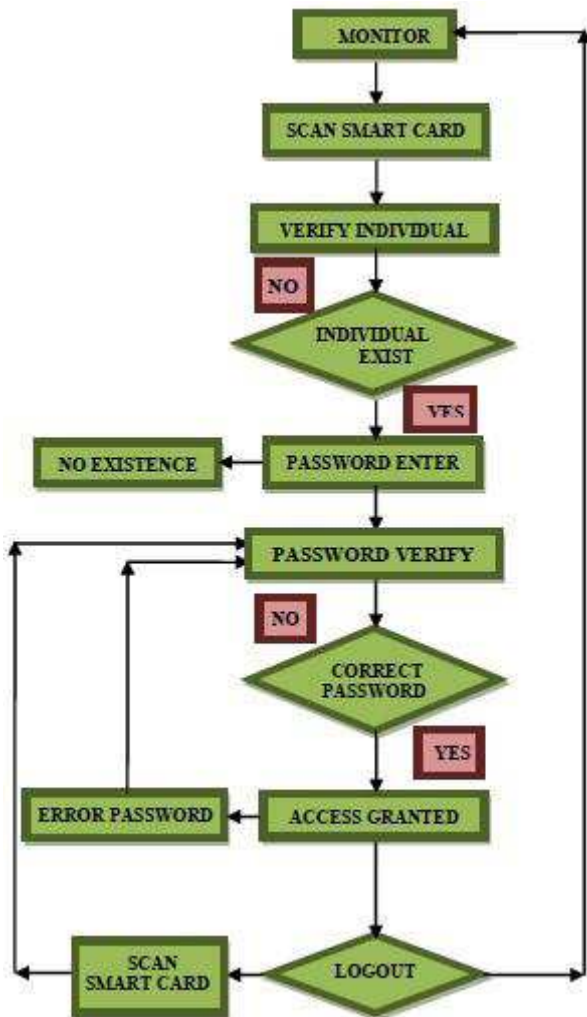 MONITOR
SCAN SMART CARD
VERIFY INDIVIDUAL
NO
INDIVIDUAL
EXIST
YES
NO EXISTENCE
PASSWORD ENTER
PASSWORD VERIFY
NO
CORRECT
PASSWORD
YES
ERROR PASSWORD
ACCESS GRANTED
SCAN
SMART CARD
LOGOUT